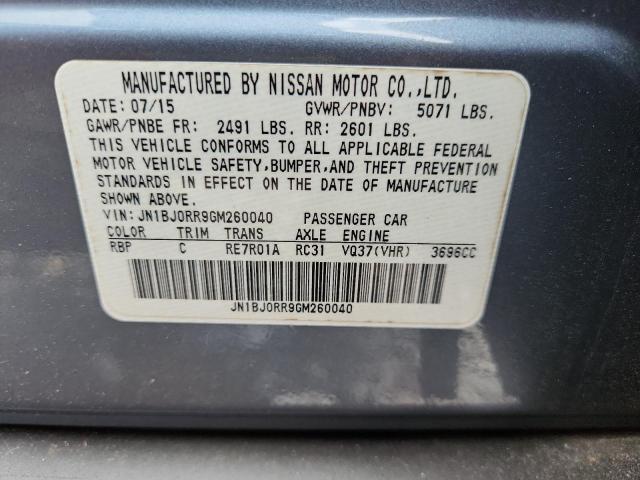 MANUFACTURED BY NISSAN MOTOR CO.,LTD.
DATE: 07/15 GVWR/PNBV: 5071 LBS.
GAWR/PNBE FR: 2491 LBS. RR: 2601 LBS.
THIS VEHICLE CONFORMS TO ALL APPLICABLE FEDERAL
MOTOR VEHICLE SAFETY,BUMPER,AND THEFT PREVENTION
STANDARDS IN EFFECT ON THE DATE OF MANUFACTURE
SHOWN ABOVE.
VIN: JN1BJ0RR9GM260040 PASSENGER CAR
COLOR TRIM TRANS AXLE ENGINE
RBP C RE7R01A RC31 VQ37(VHR) 3696CC
JN1BJ0RR9GM260040